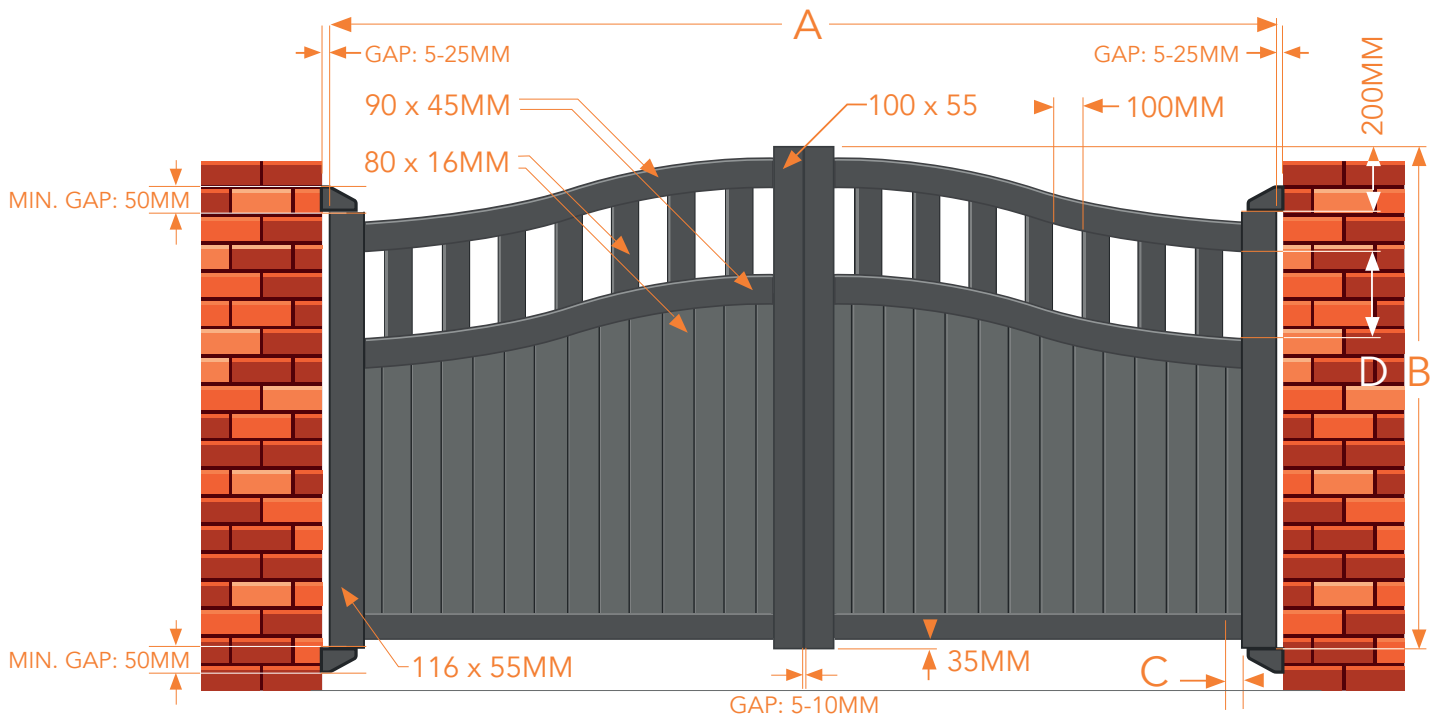 A
GAP: 5-25MM
GAP: 5-25MM
200MM
90 x 45MM
100 x 55
100MM
80 x 16MM
MIN. GAP: 50MM
D
B
MIN. GAP: 50MM
116 x 55MM
35MM
C
GAP: 5-10MM